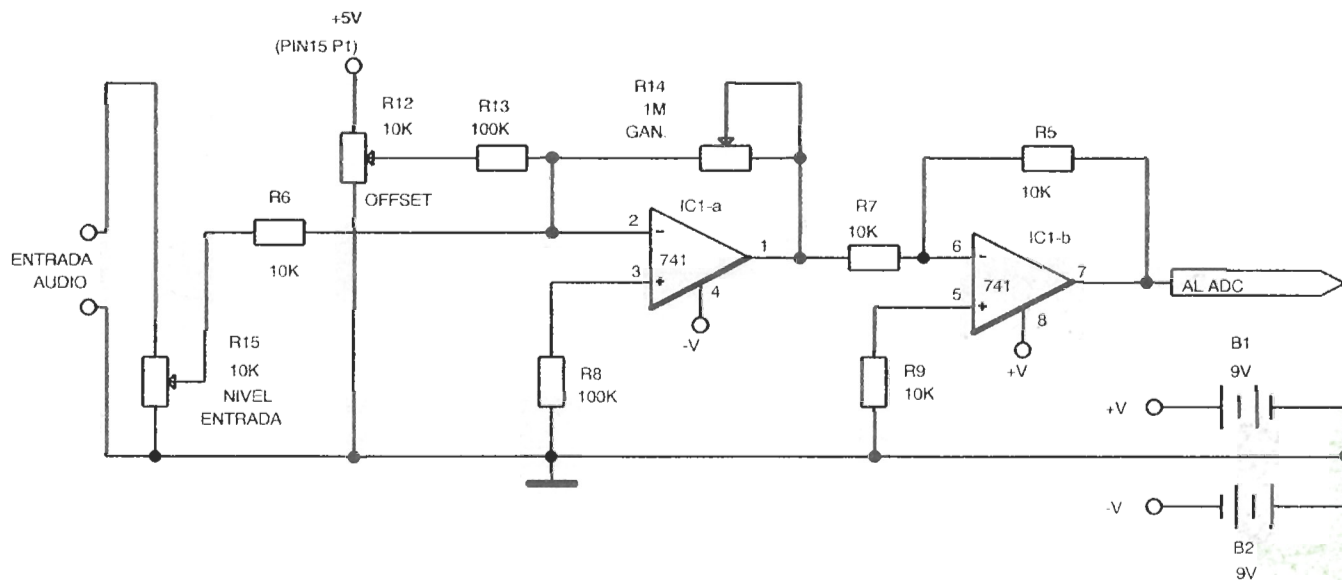 +5V
(PIN15 P1)
R12
10K
OFFSET
R13
100K
R14
1M
GAN.
R5
10K
R6
10K
IC1-a
2
-
741
3
+
1
4
-V
R7
10K
IC1-b
6
-
741
5
+
7
8
+V
AL ADC
ENTRADA
AUDIO
R15
10K
NIVEL
ENTRADA
R8
100K
R9
10K
B1
9V
+V
-V
B2
9V